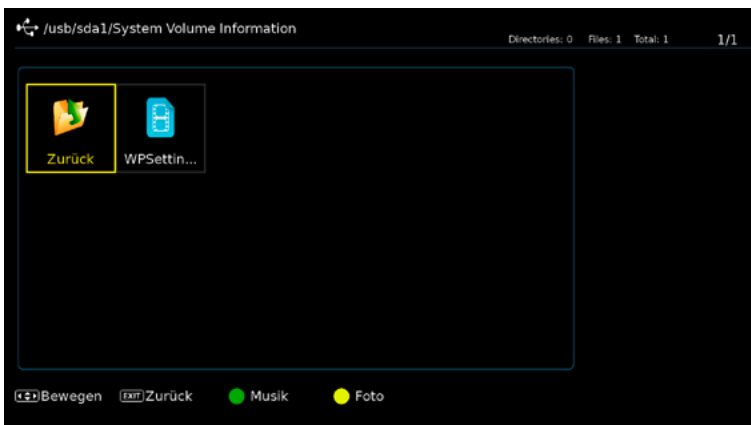 /usb/sda1/System Volume Information
Directories: 0 Files: 1 Total: 1 1/1
Zurück WPSettin...
Bewegen EXIT Zurück Musik Foto